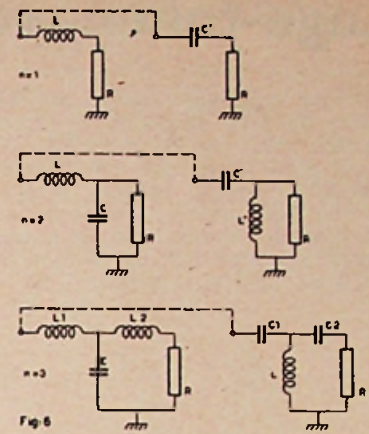 L C'
R R
n=1
L C'
C L' R
R
n=2
L1 L2 C1 C2
C L
R R
n=3
Fig·6